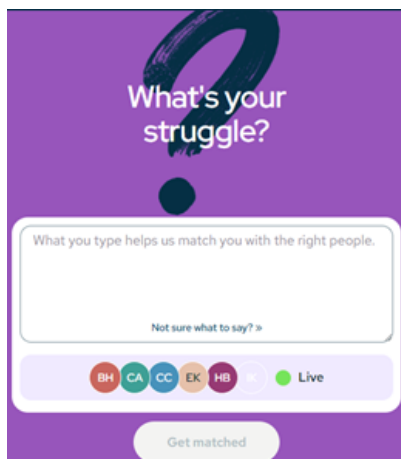 What's your
struggle?
What you type helps us match you with the right people.
Not sure what to say? »
BH CA CC EK HB Live
Get matched